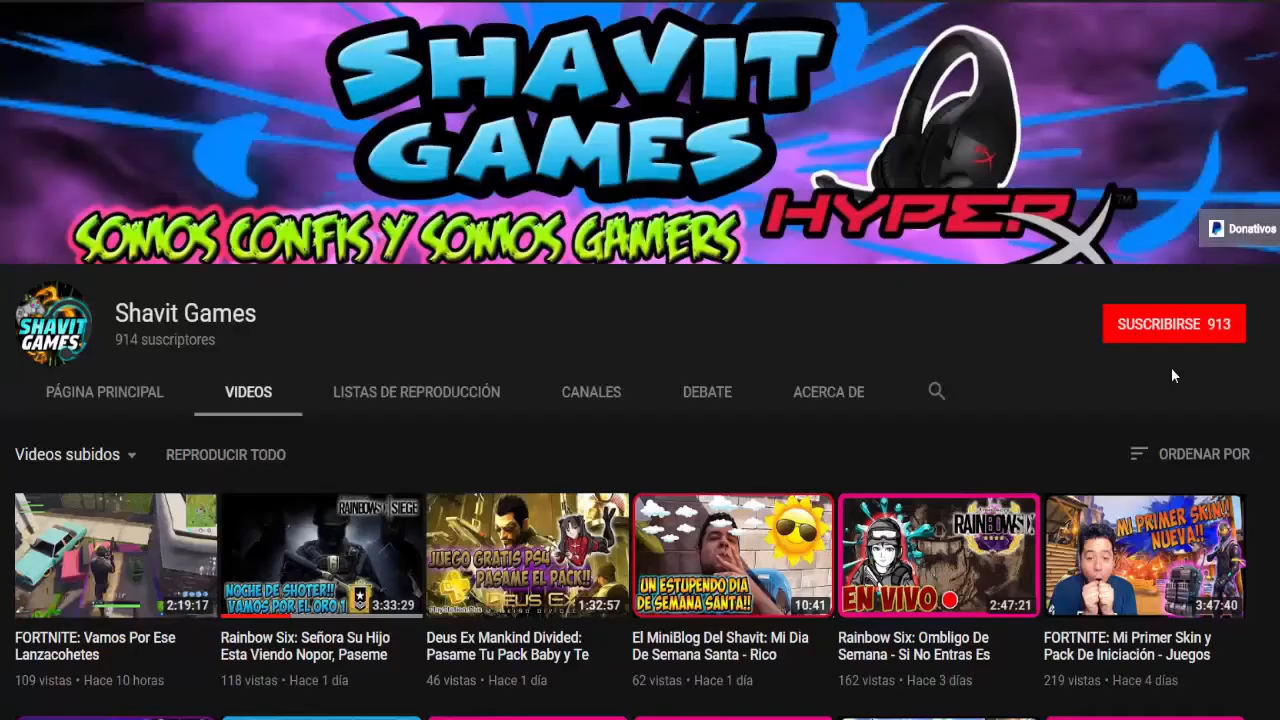 SHAVIT
GAMES
SOMOS CONFIS Y SOMOS GAMERS
HYPERX
TM
Donativos
SHAVIT
GAMES
Shavit Games
914 suscriptores
SUSCRIBIRSE 913
PÁGINA PRINCIPAL VIDEOS LISTAS DE REPRODUCCIÓN CANALES DEBATE ACERCA DE
Videos subidos REPRODUCIR TODO ORDENAR POR
2:19:17
RAINBOW SIX SIEGE
NOCHE DE SHOTER!!
VAMOS POR EL ORO 1
3:33:29
JUEGO GRATIS PS4
PASAME EL PACK!!
DEUS EX
MANKIND DIVIDED
1:32:57
UN ESTUPENDO DIA
DE SEMANA SANTA!!
10:41
RAINBOW SIX
EN VIVO
2:47:21
MI PRIMER SKIN!!
NUEVA!!
3:47:40
FORTNITE: Vamos Por Ese
Lanzacohetes
109 vistas • Hace 10 horas
Rainbow Six: Señora Su Hijo
Esta Viendo Nopor, Paseme
118 vistas • Hace 1 día
Deus Ex Mankind Divided:
Pasame Tu Pack Baby y Te
46 vistas • Hace 1 día
El MiniBlog Del Shavit: Mi Dia
De Semana Santa - Rico
62 vistas • Hace 1 día
Rainbow Six: Ombligo De
Semana - Si No Entras Es
162 vistas • Hace 3 días
FORTNITE: Mi Primer Skin y
Pack De Iniciación - Juegos
219 vistas • Hace 4 días